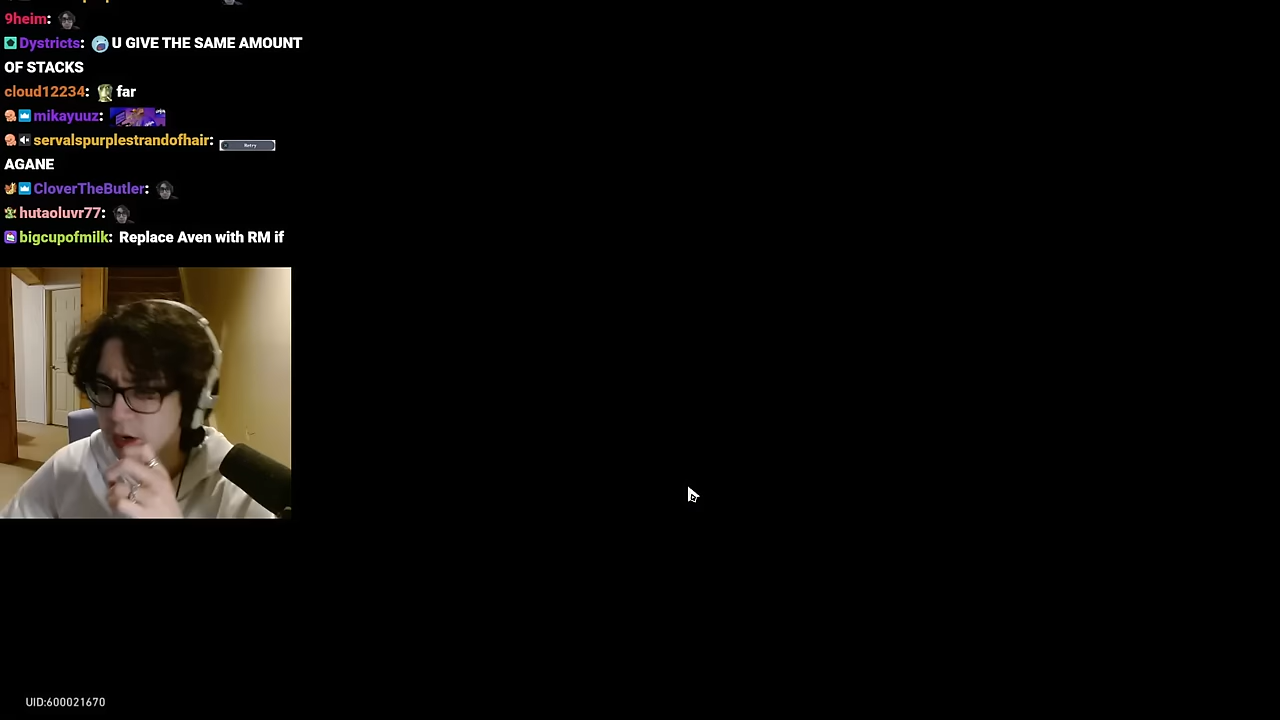 9heim:
Dystricts: U GIVE THE SAME AMOUNT
OF STACKS
cloud12234: far
mikayuuz:
servalspurplestrandofhair: Retry
AGANE
CloverTheButler:
hutaoluvr77:
bigcupofmilk: Replace Aven with RM if
UID:600021670